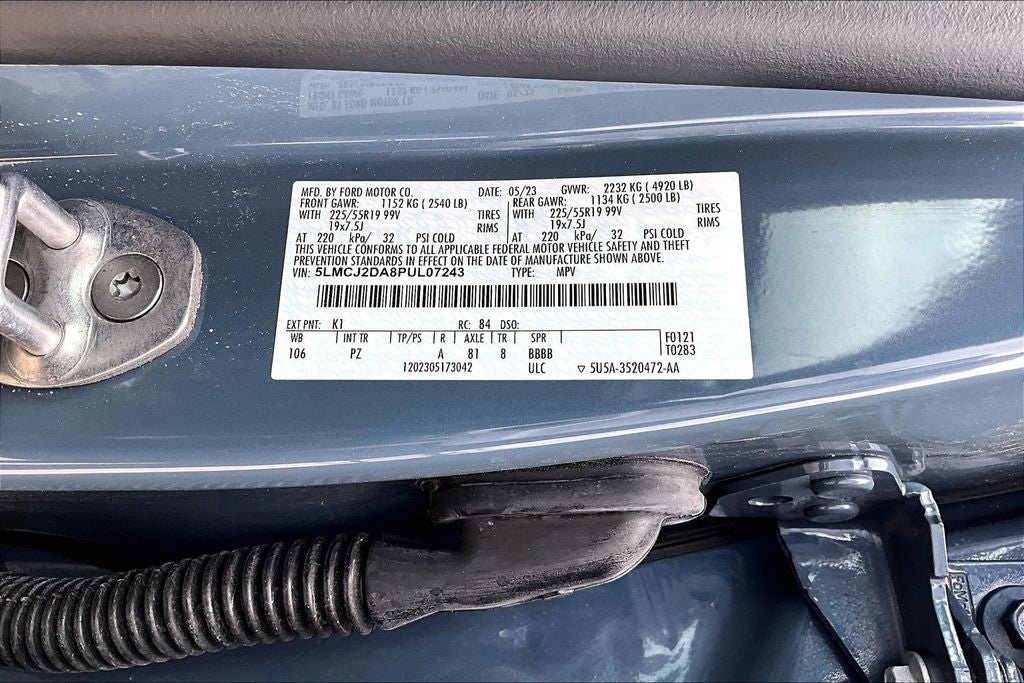 MFD. BY FORD MOTOR CO. DATE: 05/23 GVWR: 2232 KG ( 4920 LB)
FRONT GAWR: 1152 KG ( 2540 LB) REAR GAWR: 1134 KG ( 2500 LB)
WITH 225/55R19 99V TIRES WITH 225/55R19 99V TIRES
19x7.5J RIMS 19x7.5J RIMS
AT 220 kPa/ 32 PSI COLD AT 220 kPa/ 32 PSI COLD
THIS VEHICLE CONFORMS TO ALL APPLICABLE FEDERAL MOTOR VEHICLE SAFETY AND THEFT
PREVENTION STANDARDS IN EFFECT ON THE DATE OF MANUFACTURE SHOWN ABOVE.
VIN: 5LMCJ2DA8PUL07243 TYPE: MPV
EXT PNT: K1 RC: 84 DSO:
WB INT TR TP/PS R AXLE TR SPR F0121
106 PZ A 81 8 BBBB T0283
1202305173042 ULC ▽ 5U5A-3520472-AA